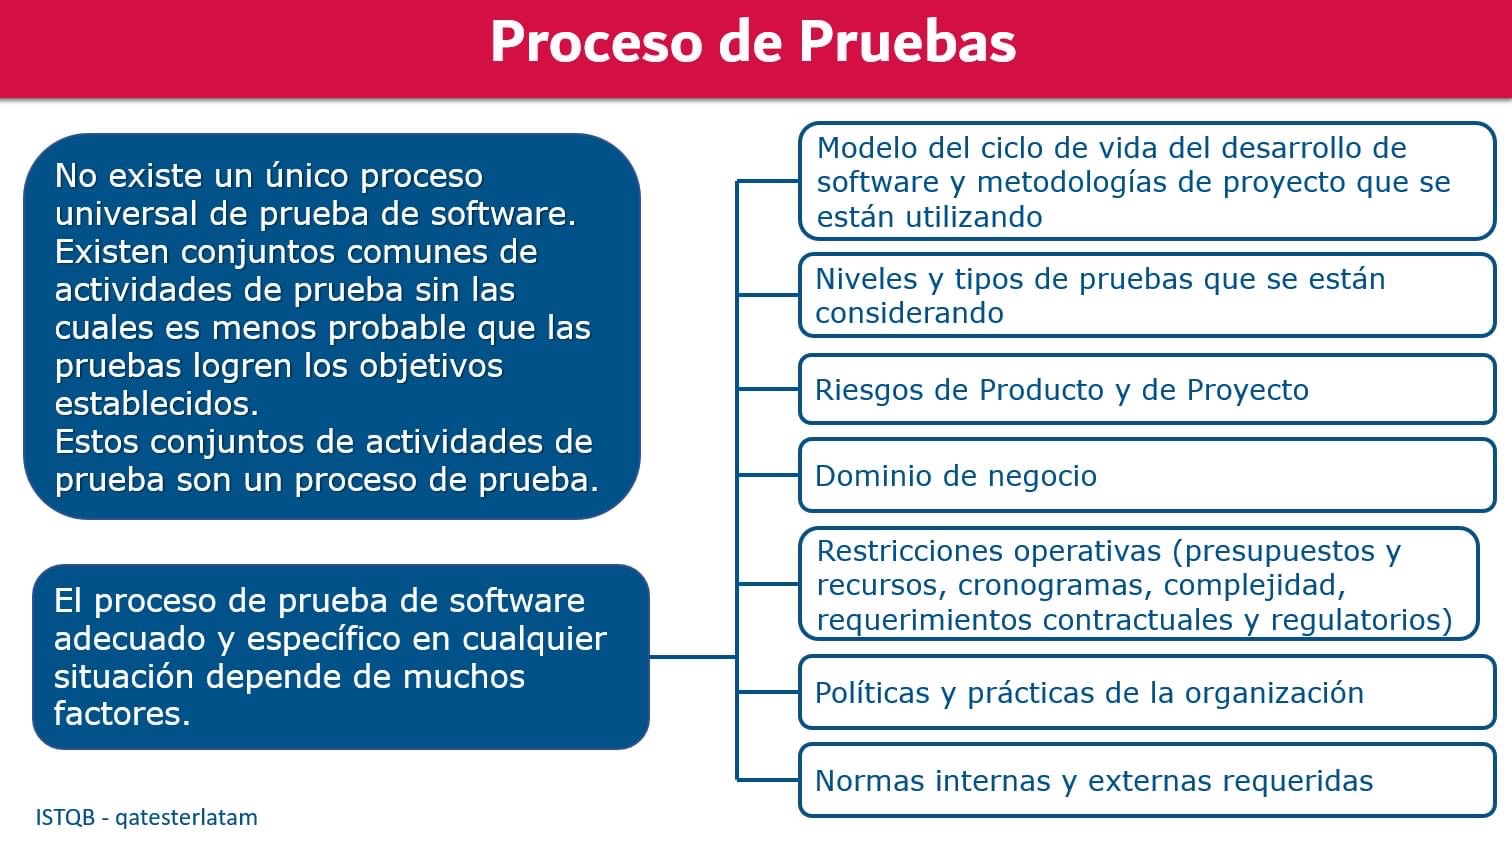 Proceso de Pruebas
No existe un único proceso
universal de prueba de software.
Existen conjuntos comunes de
actividades de prueba sin las
cuales es menos probable que las
pruebas logren los objetivos
establecidos.
Estos conjuntos de actividades de
prueba son un proceso de prueba.
El proceso de prueba de software
adecuado y específico en cualquier
situación depende de muchos
factores.
Modelo del ciclo de vida del desarrollo de
software y metodologías de proyecto que se
están utilizando
Niveles y tipos de pruebas que se están
considerando
Riesgos de Producto y de Proyecto
Dominio de negocio
Restricciones operativas (presupuestos y
recursos, cronogramas, complejidad,
requerimientos contractuales y regulatorios)
Políticas y prácticas de la organización
Normas internas y externas requeridas
ISTQB - qatesterlatam